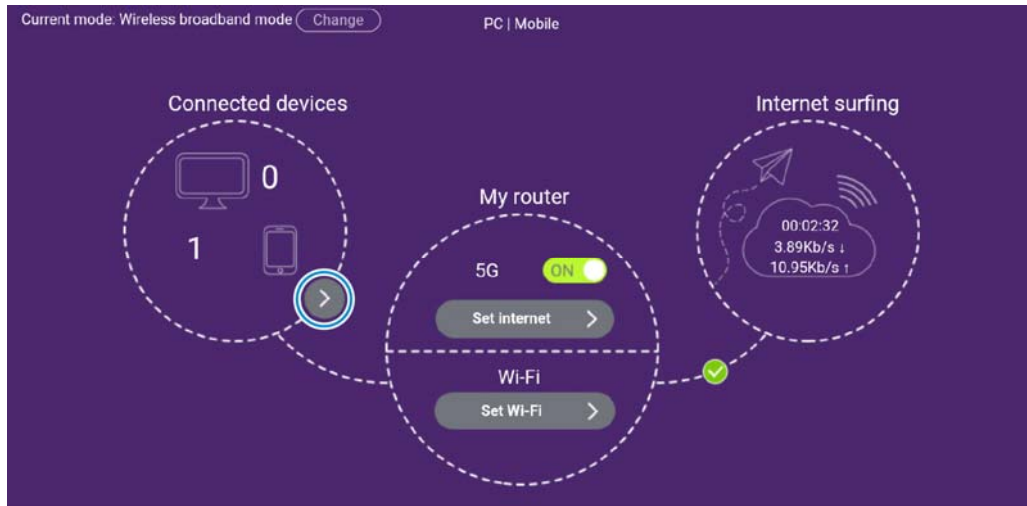 Current mode: Wireless broadband mode Change
PC | Mobile
Connected devices
0
1
My router
5G ON
Set internet
Wi-Fi
Set Wi-Fi
Internet surfing
00:02:32
3.89Kb/s ↓
10.95Kb/s ↑